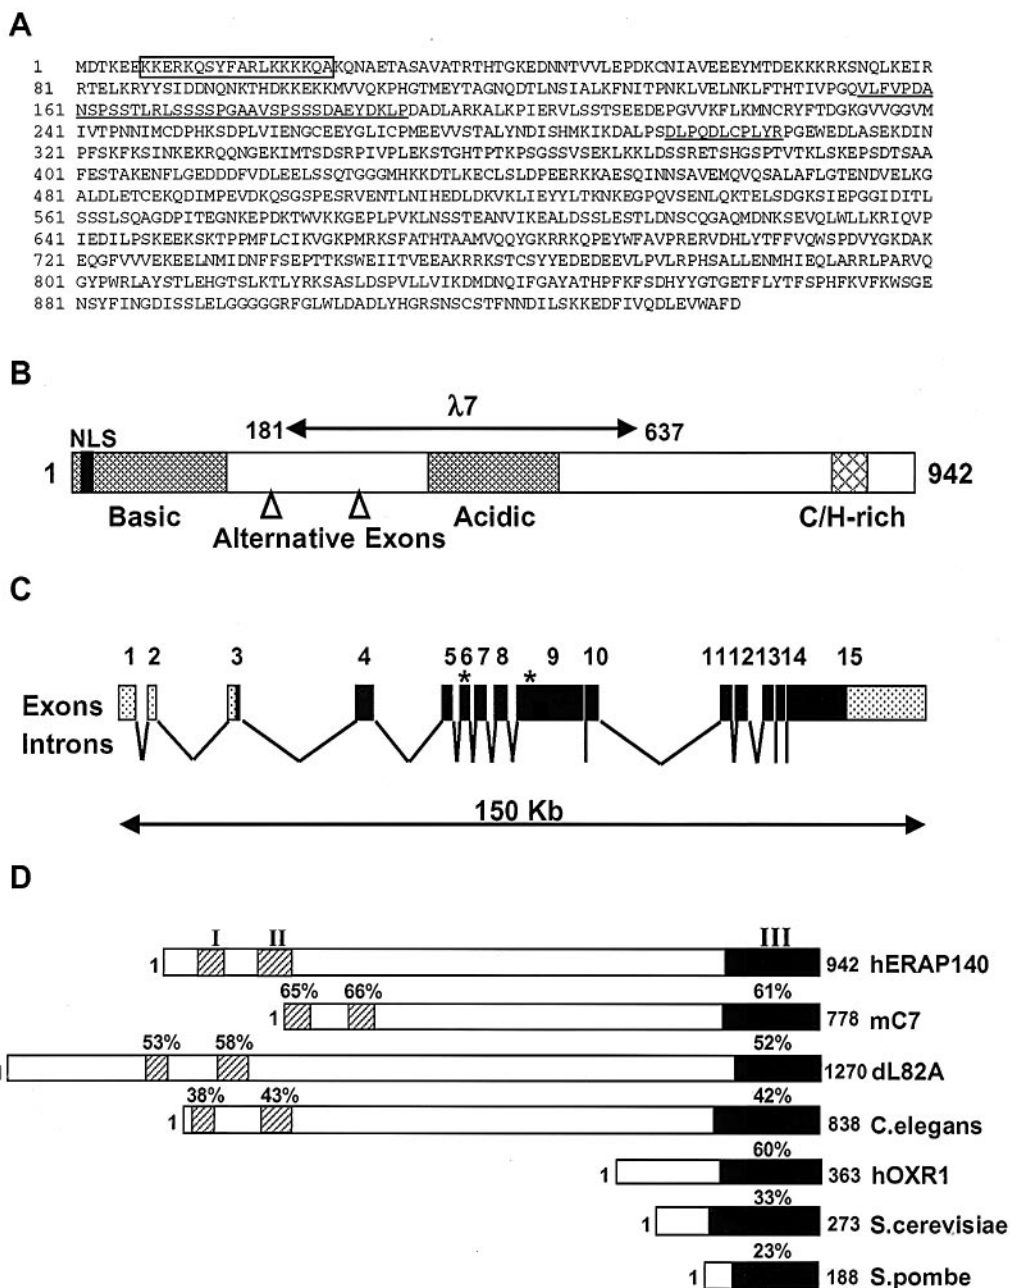 A
1 MDTKEEKKERKQSYFARLKKKKQAKQNAETASAVATRTHTGKEDNNTVVLEPDKCNIAVEEEYMTDEKKKRKSNQLKEIR
81 RTELKRYYSIDDNQNKTHDKKEKKMVVQKPHGTMEYTAGNQDTLNSIALKFNITPNKLVELNKLFTHTIVPGQVLFVPDA
161 NSPSSTLRLSSSSPGAAVSPSSSDAEYDKLPDADLARKALKPIERVLSSTSEEDEPGVVKFLKMNCRYFTDGKGVVGGVM
241 IVTPNNIMCDPHKSDPLVIENGCEEYGLICPMEEVVSTALYNDISHMKIKDALPSDLPQDLCPLYRPGEWEDLASEKDIN
321 PFSKFKSINKEKRQQNGEKIMTSDSRPIVPLEKSTGHTPTKPSGSSVSEKLKKLDSSRETSHGSPTVTKLSKEPSDTSAA
401 FESTAKENFLGEDDDFVDLEELSSQTGGGMHKKDTLKECLSLDPEERKKAESQINNSAVEMQVQSALAFLGTENDVELKG
481 ALDLETCEKQDIMPEVDKQSGSPESRVENTLNIHEDLDKVKLIEYYLTKNKEGPQVSENLQKTELSDGKSIEPGGIDITL
561 SSSLSQAGDPITEGNKEPDKTWVKKGEPLPVKLNSSTEANVIKEALDSSLESTLDNSCQGAQMDNKSEVQLWLLKRIQVP
641 IEDILPSKEEKSKTPPMFLCIKVGKPMRKSFATHTAAMVQQYGKRRKQPEYWFAVPRERVDHLYTFFVQWSPDVYGKDAK
721 EQGFVVVEKEELNMIDNFFSEPTTKSWEIITVEEAKRRKSTCSYYEDEDEEVLPVLRPHSALLENMHIEQLARRLPARVQ
801 GYPWRLAYSTLEHGTSLKTLYRKSASLDSPVLLVIKDMDNQIFGAYATHPFKFSDHYYGTGETFLYTFSPHFKVFKWSGE
881 NSYFINGDISSLELGGGGGRFGLWLDADLYHGRSNSCSTFNNDILSKKEDFIVQDLEVWAFD
B
λ7
181 637
NLS
1 942
Basic Acidic C/H-rich
Alternative Exons
C
1 2 3 4 5 6 7 8 9 10 11 12 13 14 15
* *
Exons
Introns
150 Kb
D
I II III
1 942 hERAP140
65% 66% 61%
1 778 mC7
53% 58% 52%
1270 dL82A
38% 43% 42%
1 838 C.elegans
60%
1 363 hOXR1
33%
1 273 S.cerevisiae
23%
1 188 S.pombe